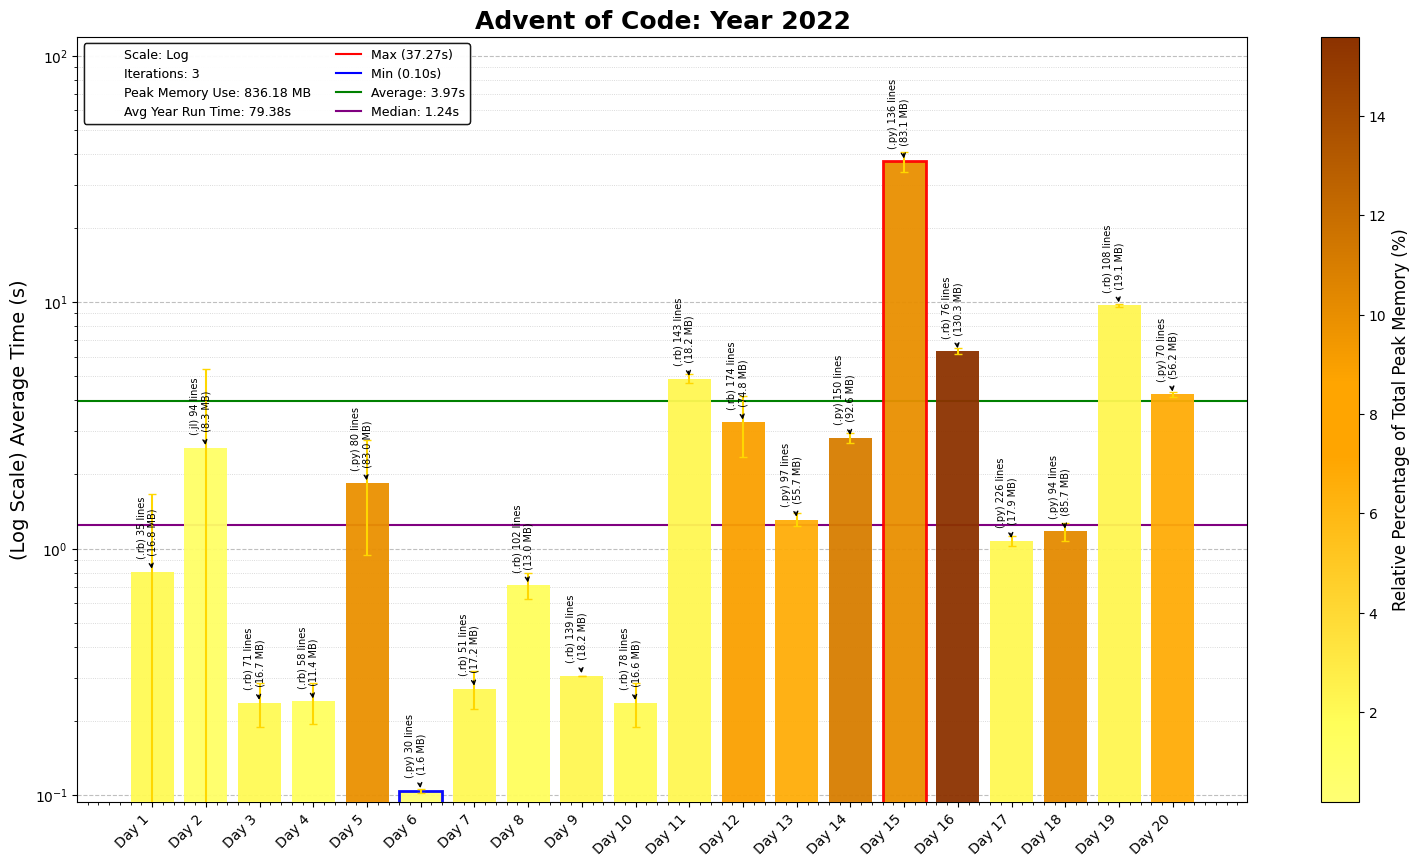 Advent of Code: Year 2022
Scale: Log
Iterations: 3
Peak Memory Use: 836.18 MB
Avg Year Run Time: 79.38s
Max (37.27s)
Min (0.10s)
Average: 3.97s
Median: 1.24s
(Log Scale) Average Time (s)
10²
10¹
10⁰
10⁻¹
(.rb) 35 lines
(16.8 MB)
(.jl) 94 lines
(8.3 MB)
(.rb) 71 lines
(16.7 MB)
(.rb) 58 lines
(11.4 MB)
(.py) 80 lines
(83.0 MB)
(.py) 30 lines
(1.6 MB)
(.rb) 51 lines
(17.2 MB)
(.rb) 102 lines
(13.0 MB)
(.rb) 139 lines
(18.2 MB)
(.rb) 78 lines
(16.6 MB)
(.rb) 143 lines
(18.2 MB)
(.rb) 174 lines
(74.8 MB)
(.py) 97 lines
(55.7 MB)
(.py) 150 lines
(92.6 MB)
(.py) 136 lines
(83.1 MB)
(.rb) 76 lines
(130.3 MB)
(.py) 226 lines
(17.9 MB)
(.py) 94 lines
(85.7 MB)
(.rb) 108 lines
(19.1 MB)
(.py) 70 lines
(56.2 MB)
Day 1
Day 2
Day 3
Day 4
Day 5
Day 6
Day 7
Day 8
Day 9
Day 10
Day 11
Day 12
Day 13
Day 14
Day 15
Day 16
Day 17
Day 18
Day 19
Day 20
14
12
10
8
6
4
2
Relative Percentage of Total Peak Memory (%)